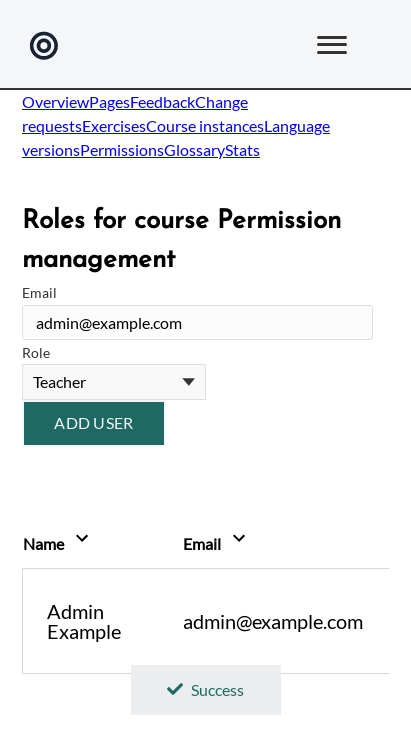 OverviewPagesFeedbackChange
requestsExercisesCourse instancesLanguage
versionsPermissionsGlossaryStats
Roles for course Permission
management
Email
admin@example.com
Role
Teacher
ADD USER
Name Email
Admin
Example
admin@example.com
Success